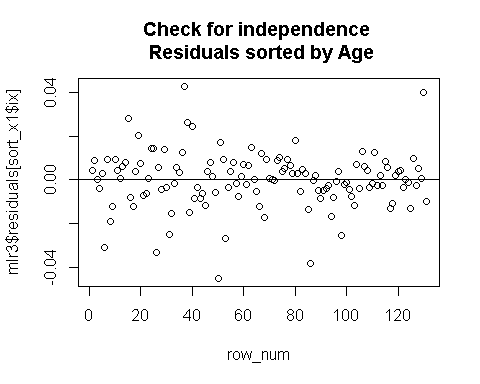 Check for independence
Residuals sorted by Age
mlr3$residuals[sort_x1$ix]
0.04
0.00
-0.04
0 20 40 60 80 100 120
row_num